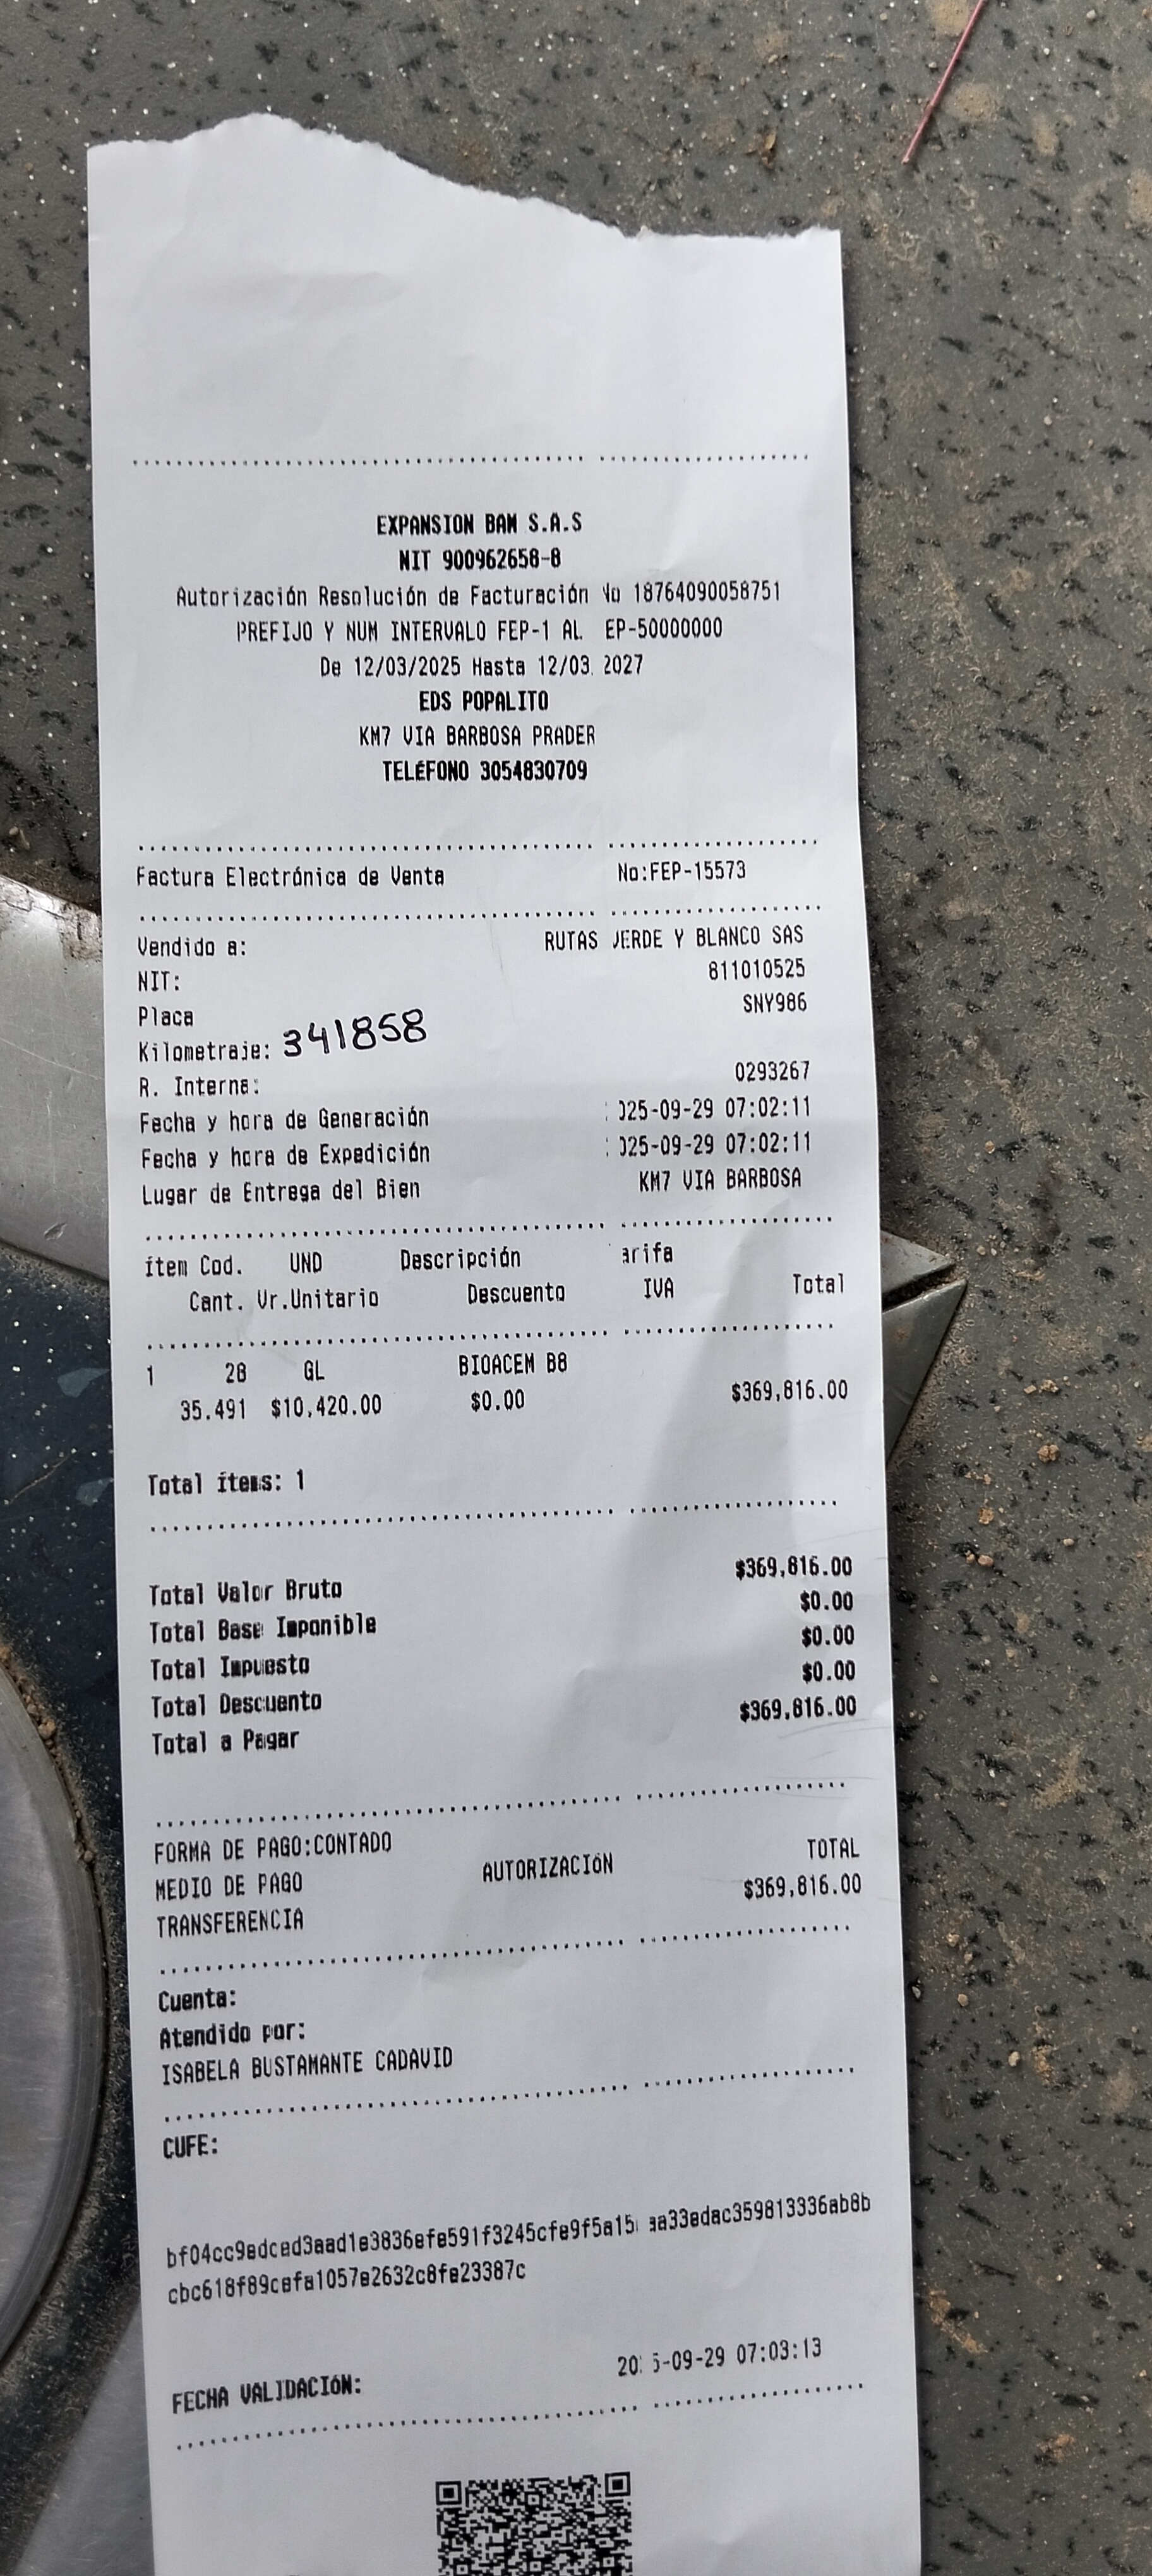 EXPANSION BAM S.A.S
NIT 900962658-8
Autorización Resolución de Facturación No 18764090058751
PREFIJO Y NUM INTERVALO FEP-1 AL EP-50000000
De 12/03/2025 Hasta 12/03 2027
EDS POPALITO
KM7 VIA BARBOSA PRADER
TELÉFONO 3054830709
Factura Electrónica de Venta No:FEP-15573
Vendido a: RUTAS VERDE Y BLANCO SAS
NIT: 811010525
Placa SNY986
Kilometraje: 341858
R. Interna: 0293267
Fecha y hora de Generación 025-09-29 07:02:11
Fecha y hora de Expedición 025-09-29 07:02:11
Lugar de Entrega del Bien KM7 VIA BARBOSA
ítem Cod. UND Descripción arifa
Cant. Vr.Unitario Descuento IVA Total
1 28 GL BIOACEM B8
35.491 $10,420.00 $0.00 $369,816.00
Total ítems: 1
Total Valor Bruto $369,816.00
Total Base Imponible $0.00
Total Impuesto $0.00
Total Descuento $0.00
Total a Pagar $369,816.00
FORMA DE PAGO:CONTADO
MEDIO DE PAGO AUTORIZACIóN TOTAL
TRANSFERENCIA $369,816.00
Cuenta:
Atendido por:
ISABELA BUSTAMANTE CADAVID
CUFE:
cbc618f89cefa1057e2632c8fe23387c
FECHA VALIDACIóN: 20 5-09-29 07:03:13